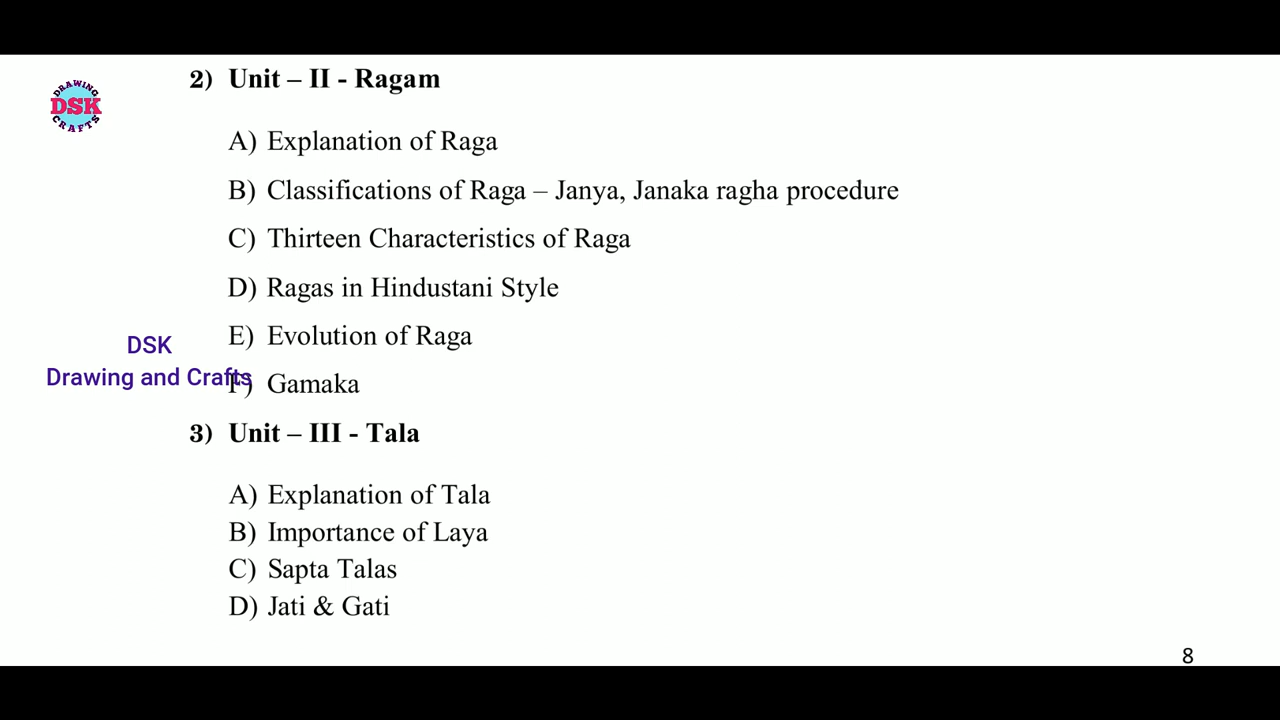 2) Unit – II - Ragam
DRAWING
DSK
CRAFTS
A) Explanation of Raga
B) Classifications of Raga – Janya, Janaka ragha procedure
C) Thirteen Characteristics of Raga
D) Ragas in Hindustani Style
E) Evolution of Raga
DSK
Drawing and Crafts
F) Gamaka
3) Unit – III - Tala
A) Explanation of Tala
B) Importance of Laya
C) Sapta Talas
D) Jati & Gati
8